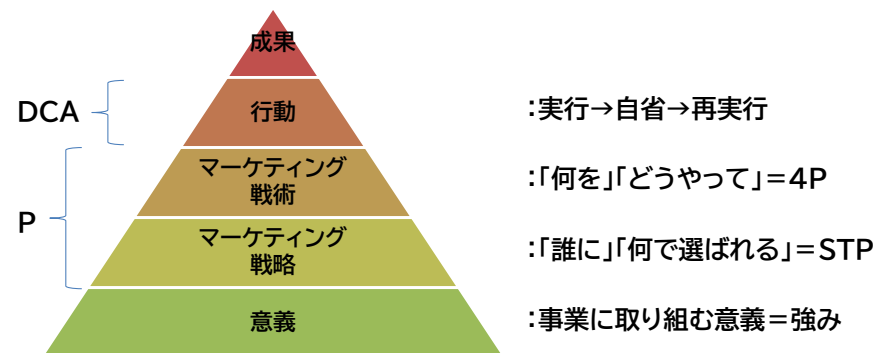 成果
DCA
行動
:実行→自省→再実行
マーケティング
戦術
:「何を」「どうやって」＝4P
P
マーケティング
戦略
:「誰に」「何で選ばれる」＝STP
意義
:事業に取り組む意義＝強み